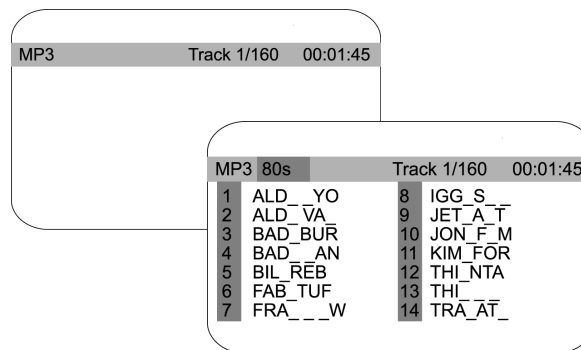 MP3 Track 1/160 00:01:45
MP3 80s Track 1/160 00:01:45
1 ALD_ _YO
2 ALD_ VA_
3 BAD_BUR
4 BAD_ _AN
5 BIL_REB
6 FAB_TUF
7 FRA_ _ _W
8 IGG_S_ _
9 JET_A_T
10 JON_F_M
11 KIM_FOR
12 THI_NTA
13 THI_ _ _
14 TRA_AT_